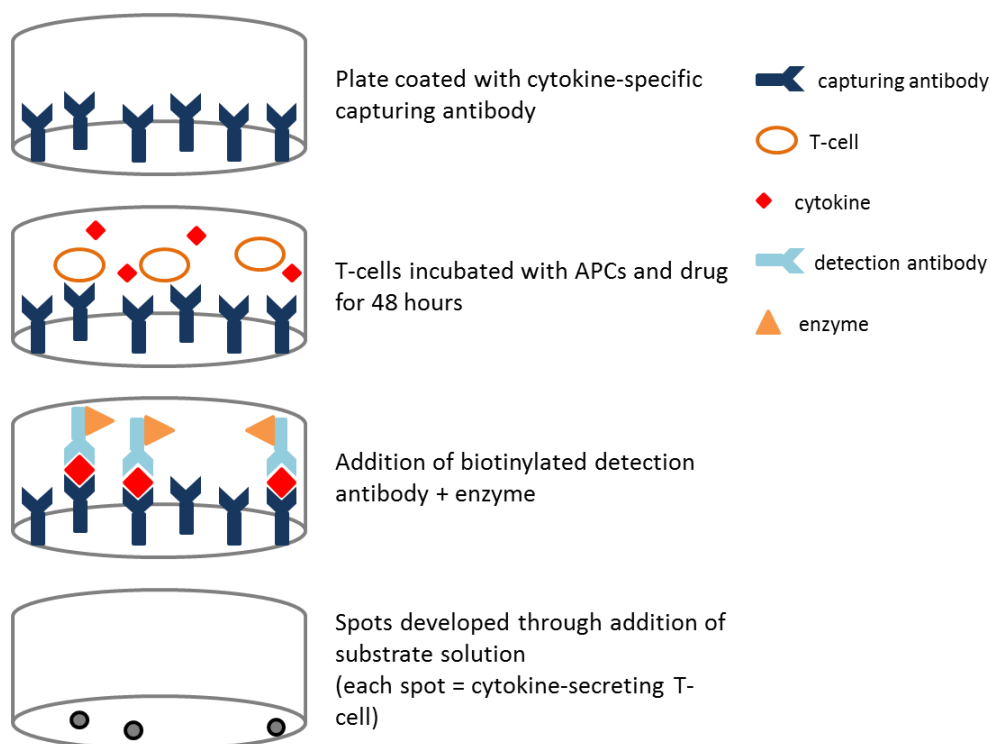 Plate coated with cytokine-specific
capturing antibody
capturing antibody
T-cell
cytokine
detection antibody
enzyme
T-cells incubated with APCs and drug
for 48 hours
Addition of biotinylated detection
antibody + enzyme
Spots developed through addition of
substrate solution
(each spot = cytokine-secreting T-
cell)